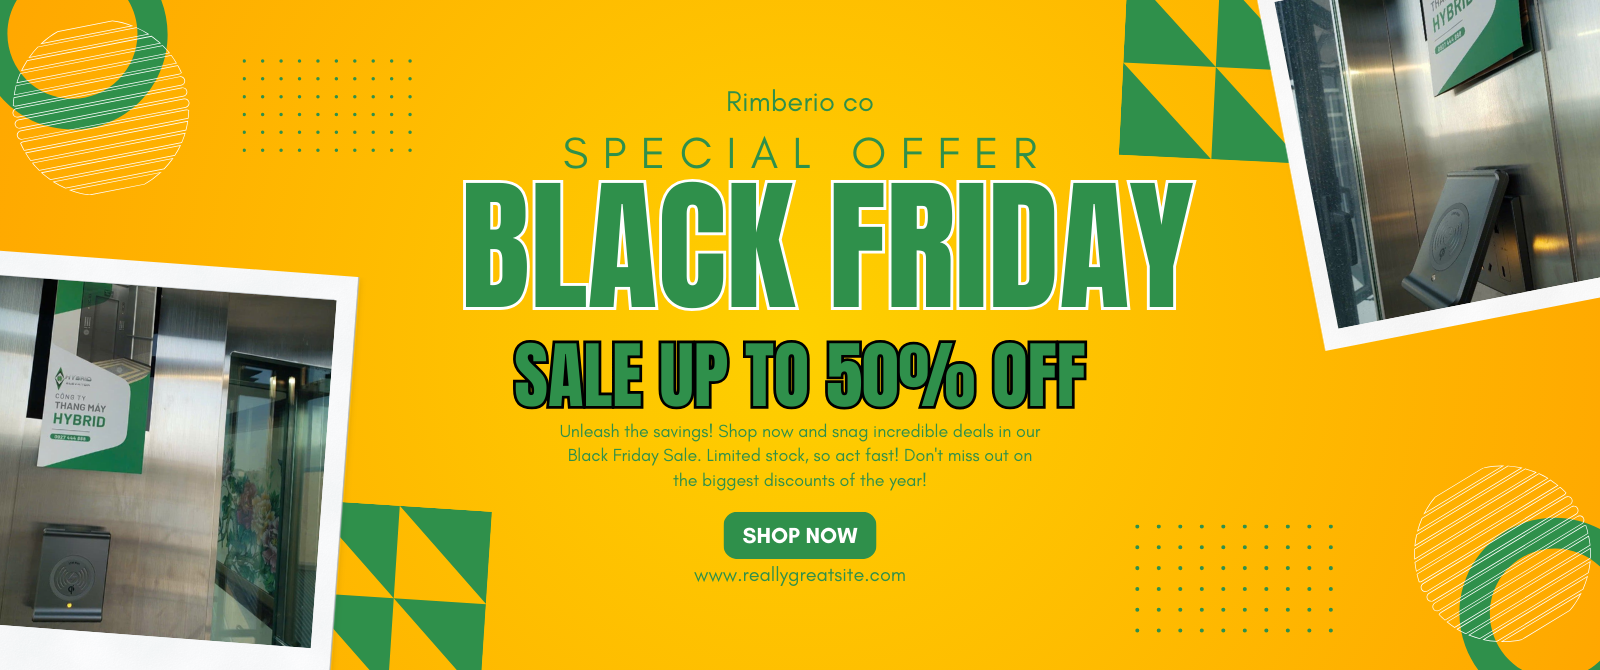 Rimberio co
SPECIAL OFFER
BLACK FRIDAY
SALE UP TO 50% OFF
Unleash the savings! Shop now and snag incredible deals in our
Black Friday Sale. Limited stock, so act fast! Don't miss out on
the biggest discounts of the year!
SHOP NOW
www.reallygreatsite.com
HYBRID
CÔNG TY
THANG MÁY
HYBRID
HYBRID